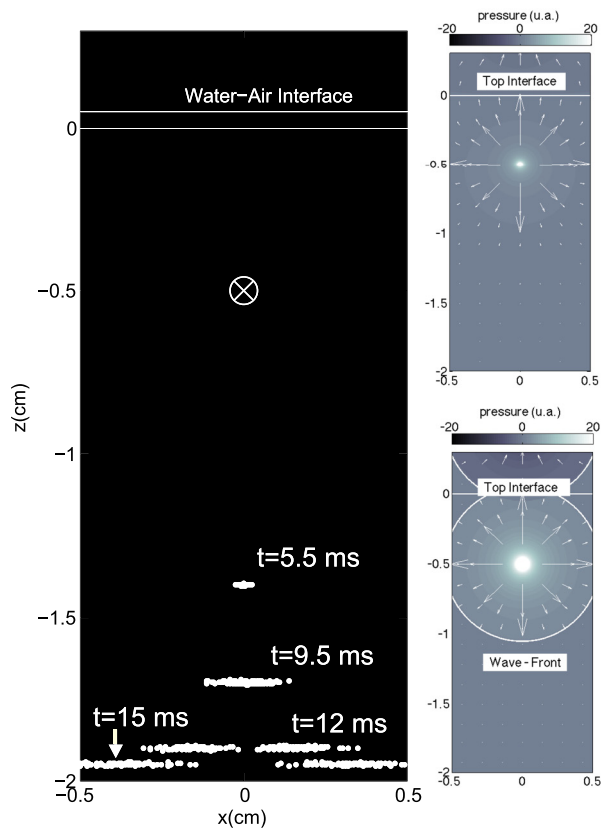 Water−Air Interface
0
−0.5
z(cm)
−1
t=5.5 ms
−1.5
t=9.5 ms
t=15 ms
t=12 ms
−2
−0.5
0
0.5
x(cm)
pressure (u.a.)
-20
0
20
Top Interface
0
-0.5
-1
-1.5
-2
-0.5
0
0.5
pressure (u.a.)
-20
0
20
Top Interface
0
-0.5
-1
Wave - Front
-1.5
-2
-0.5
0
0.5